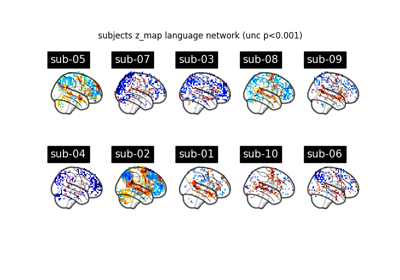 subjects z_map language network (unc p<0.001)
sub-05 sub-07 sub-03 sub-08 sub-09
sub-04 sub-02 sub-01 sub-10 sub-06